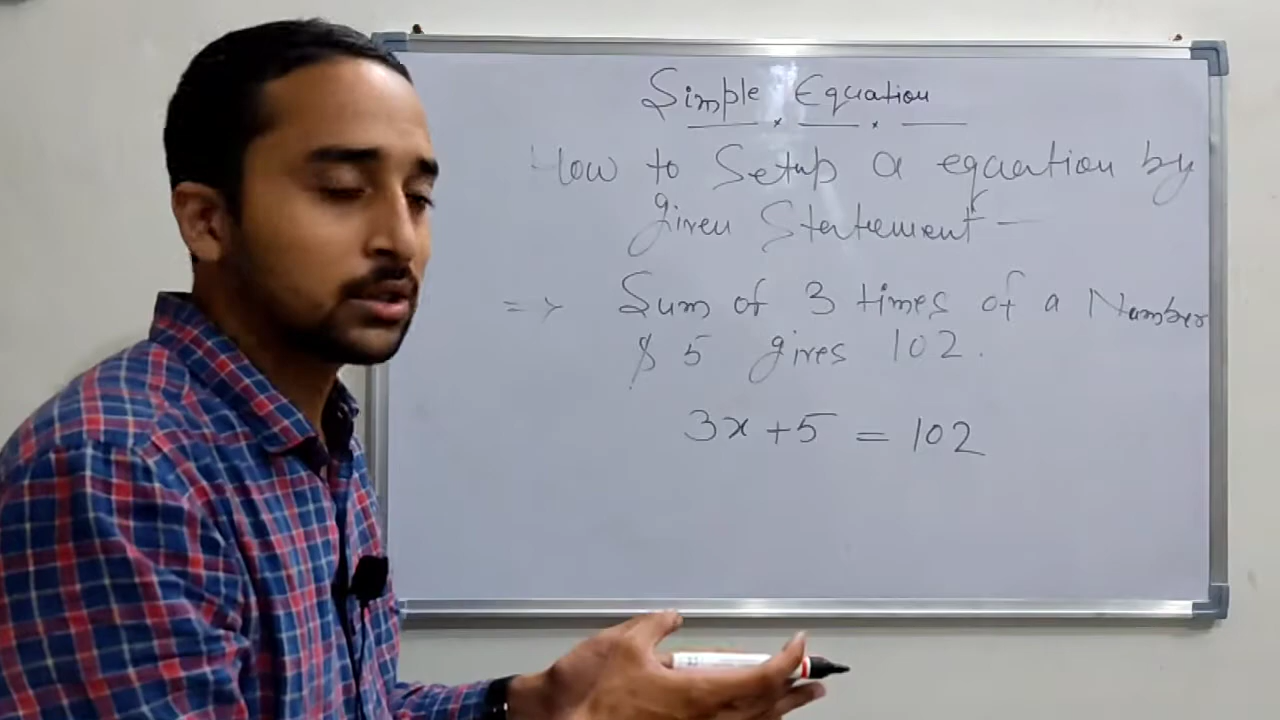 Simple Equation
How to Setup a equation by
given Statement -
=> Sum of 3 times of a Number
& 5 gives 102.
3x + 5 = 102